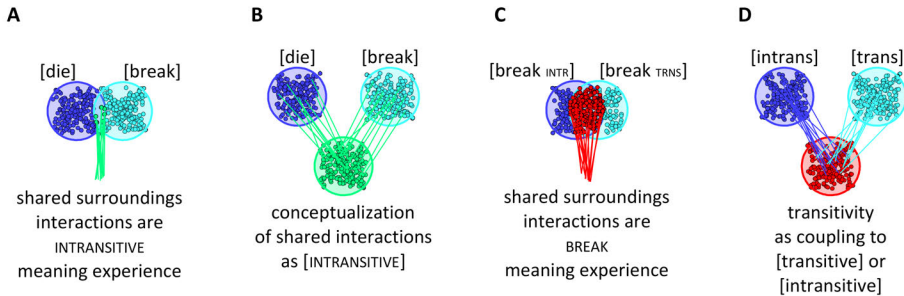 A
[die] [break]
shared surroundings
interactions are
INTRANSITIVE
meaning experience
B
[die] [break]
conceptualization
of shared interactions
as [INTRANSITIVE]
C
[break INTR] [break TRNS]
shared surroundings
interactions are
BREAK
meaning experience
D
[intrans] [trans]
transitivity
as coupling to
[transitive] or
[intransitive]